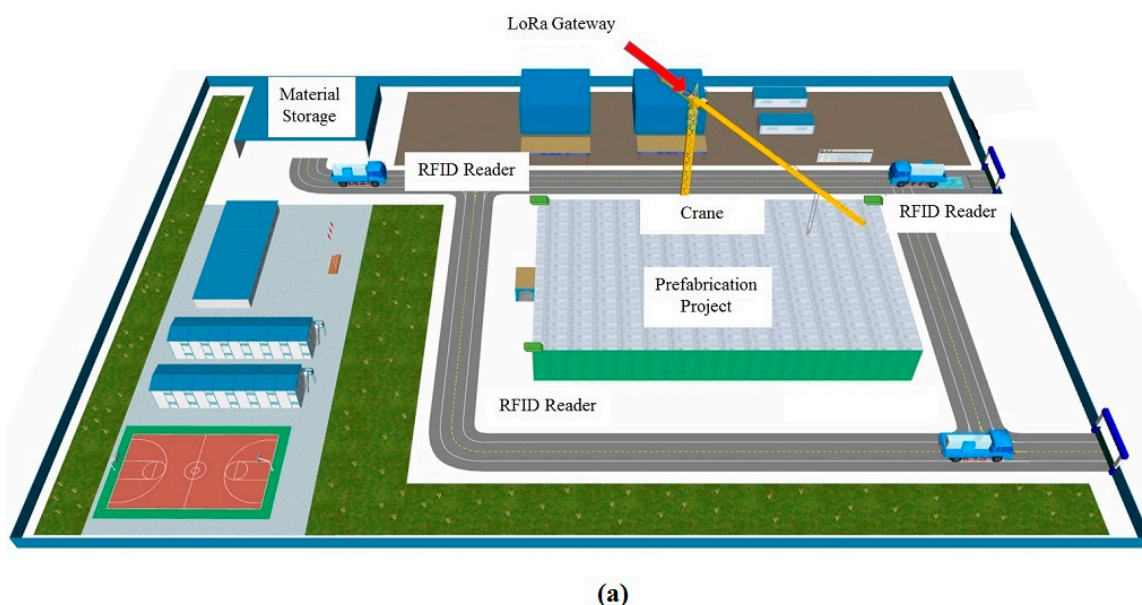 LoRa Gateway
Material
Storage
RFID Reader
Crane
RFID Reader
Prefabrication
Project
RFID Reader
(a)